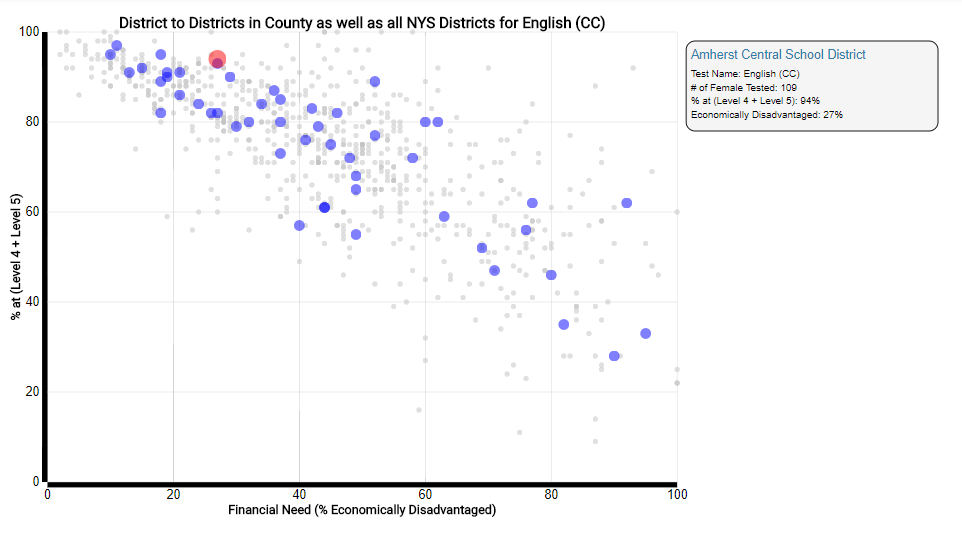 District to Districts in County as well as all NYS Districts for English (CC)
100
80
60
40
20
0
% at (Level 4 + Level 5)
0 20 40 60 80 100
Financial Need (% Economically Disadvantaged)
Amherst Central School District
Test Name: English (CC)
# of Female Tested: 109
% at (Level 4 + Level 5): 94%
Economically Disadvantaged: 27%